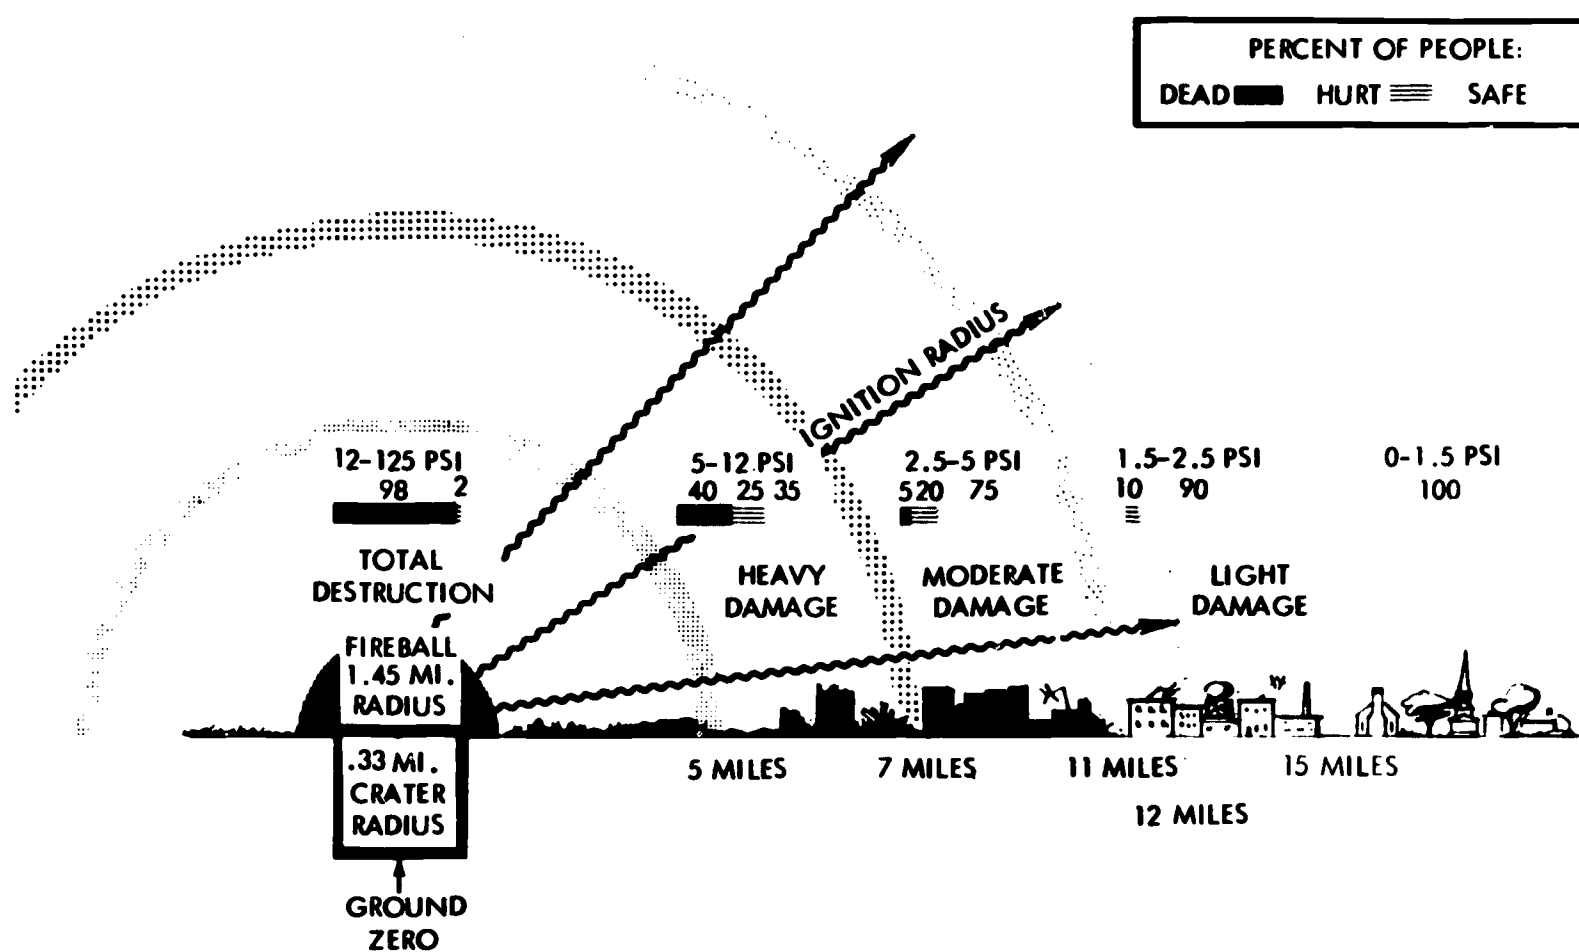 PERCENT OF PEOPLE:
DEAD HURT SAFE
IGNITION RADIUS
12-125 PSI
98 2
5-12 PSI
40 25 35
2.5-5 PSI
5 20 75
1.5-2.5 PSI
10 90
0-1.5 PSI
100
TOTAL
DESTRUCTION
HEAVY
DAMAGE
MODERATE
DAMAGE
LIGHT
DAMAGE
FIREBALL
1.45 MI.
RADIUS
.33 MI.
CRATER
RADIUS
5 MILES
7 MILES
11 MILES
15 MILES
12 MILES
GROUND
ZERO